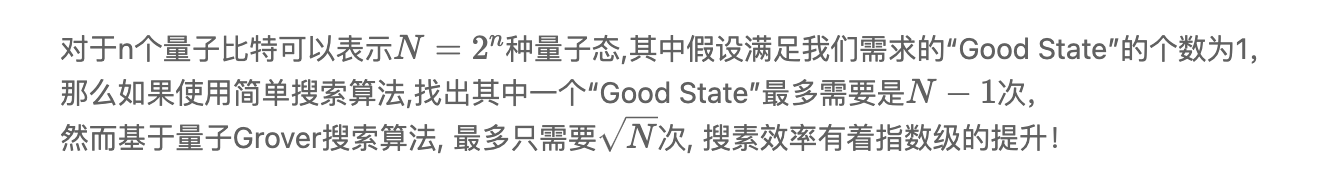 对于n个量子比特可以表示N = 2^n种量子态,其中假设满足我们需求的“Good State”的个数为1,
那么如果使用简单搜索算法,找出其中一个“Good State”最多需要是N − 1次,
然而基于量子Grover搜索算法, 最多只需要√N次, 搜素效率有着指数级的提升!